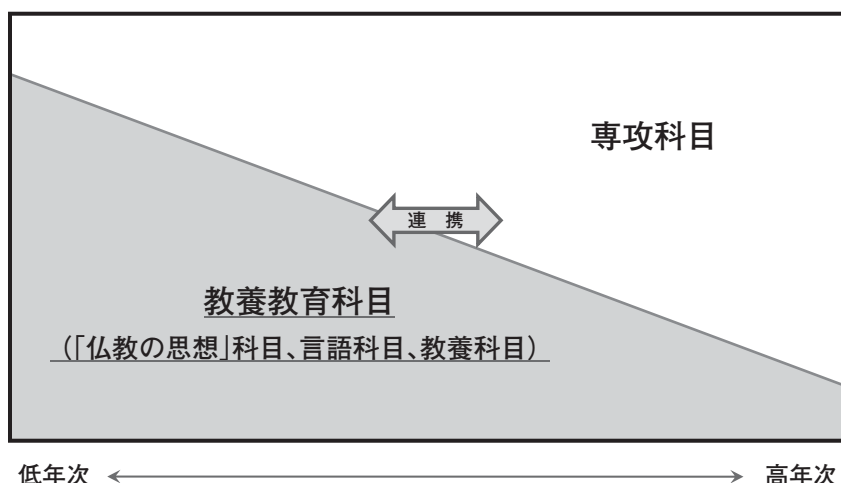 専攻科目
連 携
教養教育科目
(「仏教の思想」科目、言語科目、教養科目)
低年次 高年次